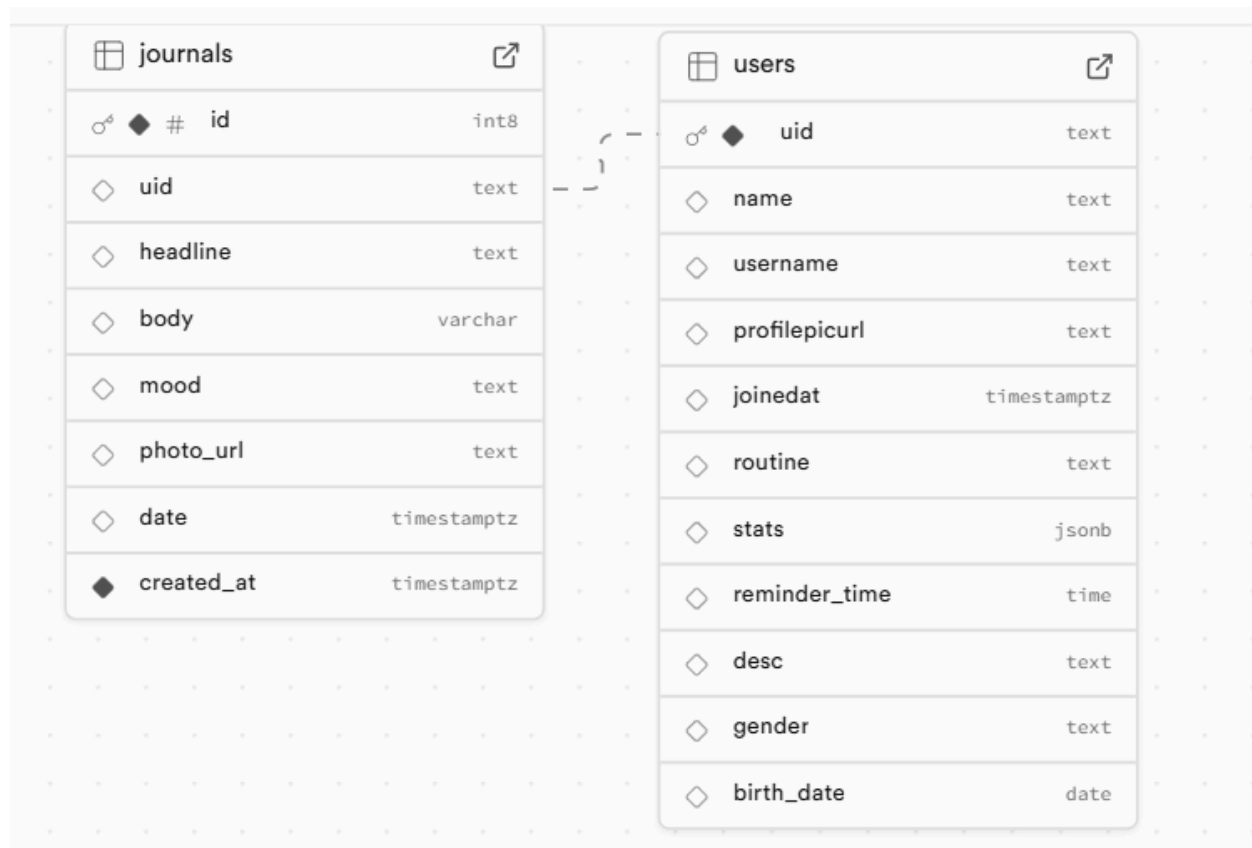 journals
# id int8
uid text
headline text
body varchar
mood text
photo_url text
date timestamptz
created_at timestamptz
users
uid text
name text
username text
profilepicurl text
joinedat timestamptz
routine text
stats jsonb
reminder_time time
desc text
gender text
birth_date date